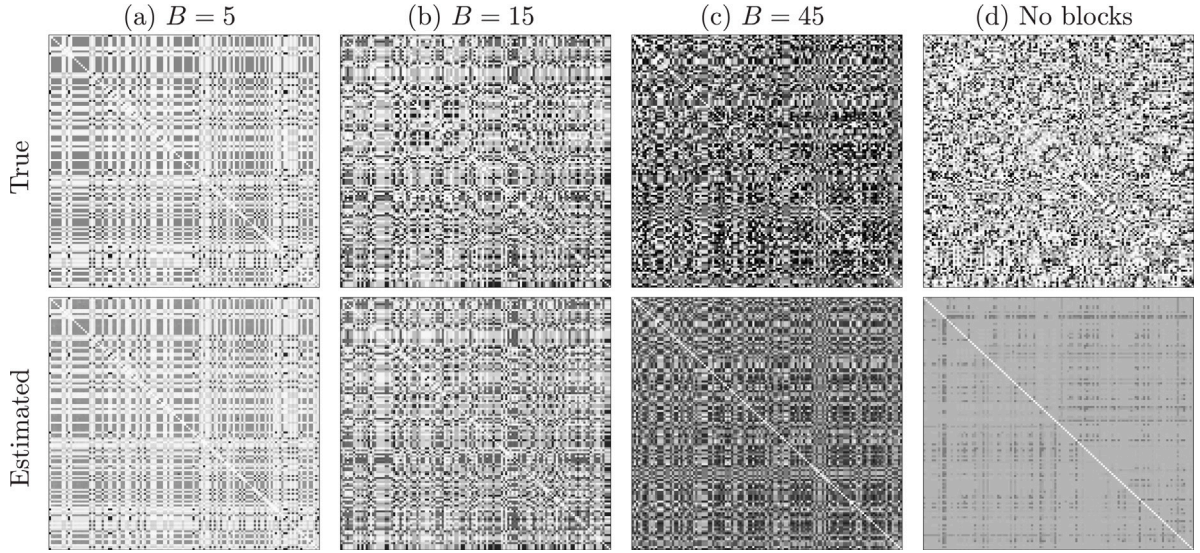 (a) B = 5
(b) B = 15
(c) B = 45
(d) No blocks
True
Estimated